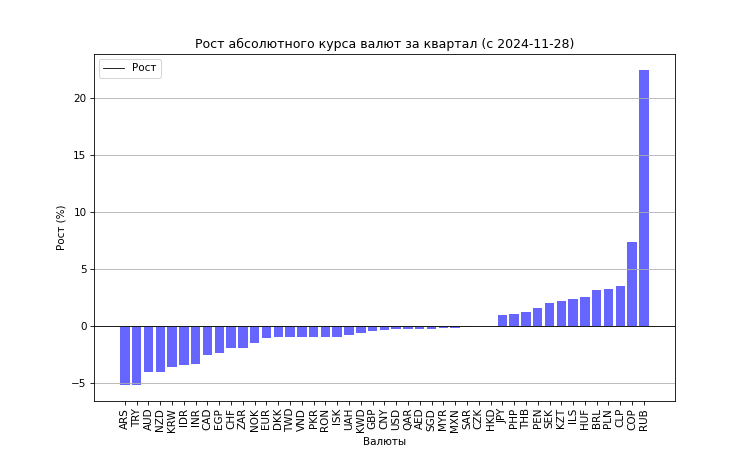 Рост абсолютного курса валют за квартал (с 2024-11-28)
Рост
Рост (%)
20
15
10
5
0
−5
ARS TRY AUD NZD KRW IDR INR CAD EGP CHF ZAR NOK EUR DKK TWD VND PKR RON ISK UAH KWD GBP CNY USD QAR AED SGD MYR MXN SAR CZK HKD JPY PHP THB PEN SEK KZT ILS HUF BRL PLN CLP COP RUB
Валюты